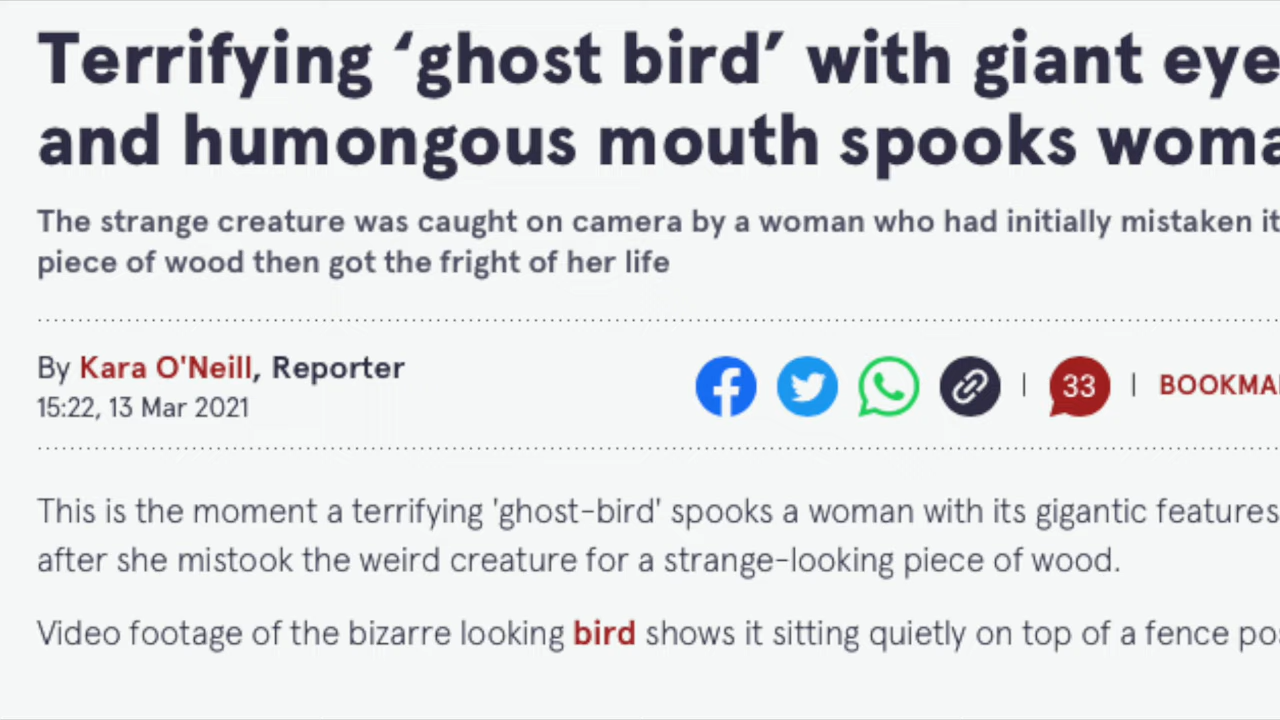 Terrifying ‘ghost bird’ with giant eye
and humongous mouth spooks woma
The strange creature was caught on camera by a woman who had initially mistaken it
piece of wood then got the fright of her life
By Kara O'Neill, Reporter
15:22, 13 Mar 2021
33
BOOKMA
This is the moment a terrifying 'ghost-bird' spooks a woman with its gigantic features
after she mistook the weird creature for a strange-looking piece of wood.
Video footage of the bizarre looking bird shows it sitting quietly on top of a fence pos